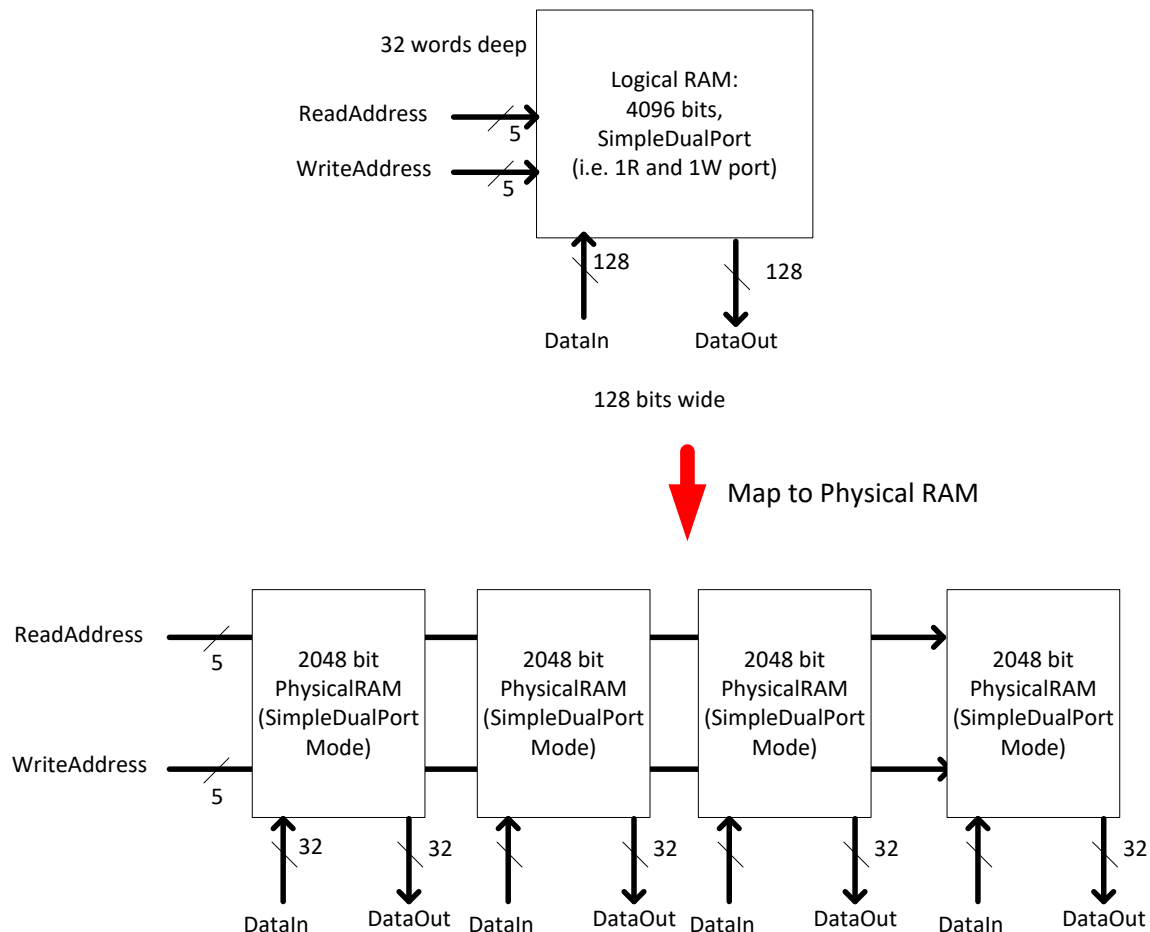 32 words deep
Logical RAM:
4096 bits,
SimpleDualPort
(i.e. 1R and 1W port)
ReadAddress
5
WriteAddress
5
128
128
DataIn
DataOut
128 bits wide
Map to Physical RAM
ReadAddress
5
WriteAddress
5
2048 bit
PhysicalRAM
(SimpleDualPort
Mode)
2048 bit
PhysicalRAM
(SimpleDualPort
Mode)
2048 bit
PhysicalRAM
(SimpleDualPort
Mode)
2048 bit
PhysicalRAM
(SimpleDualPort
Mode)
32
32
32
32
32
DataIn
DataOut
DataIn
DataOut
DataIn
DataOut
DataIn
DataOut